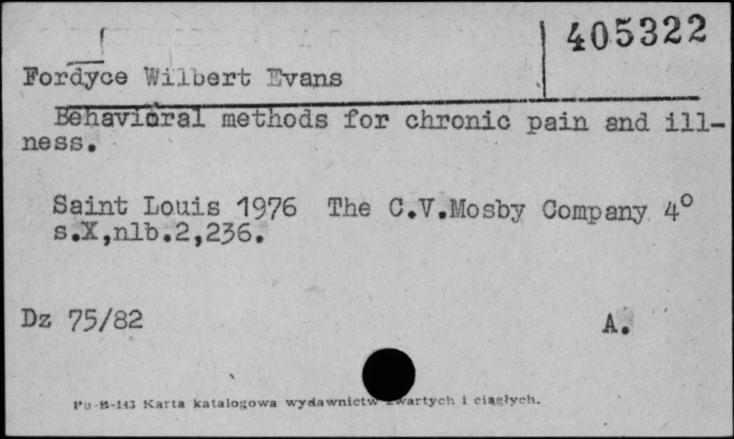 405322
Fordyce Wilbert Evans
Behavioral methods for chronic pain and ill-
ness.
Saint Louis 1976 The C.V.Mosby Company 4°
s.X,nlb.2,236.
Dz 75/82 A.
Pu-B-143 Karta katalogowa wydawnictw zwartych i ciągłych.